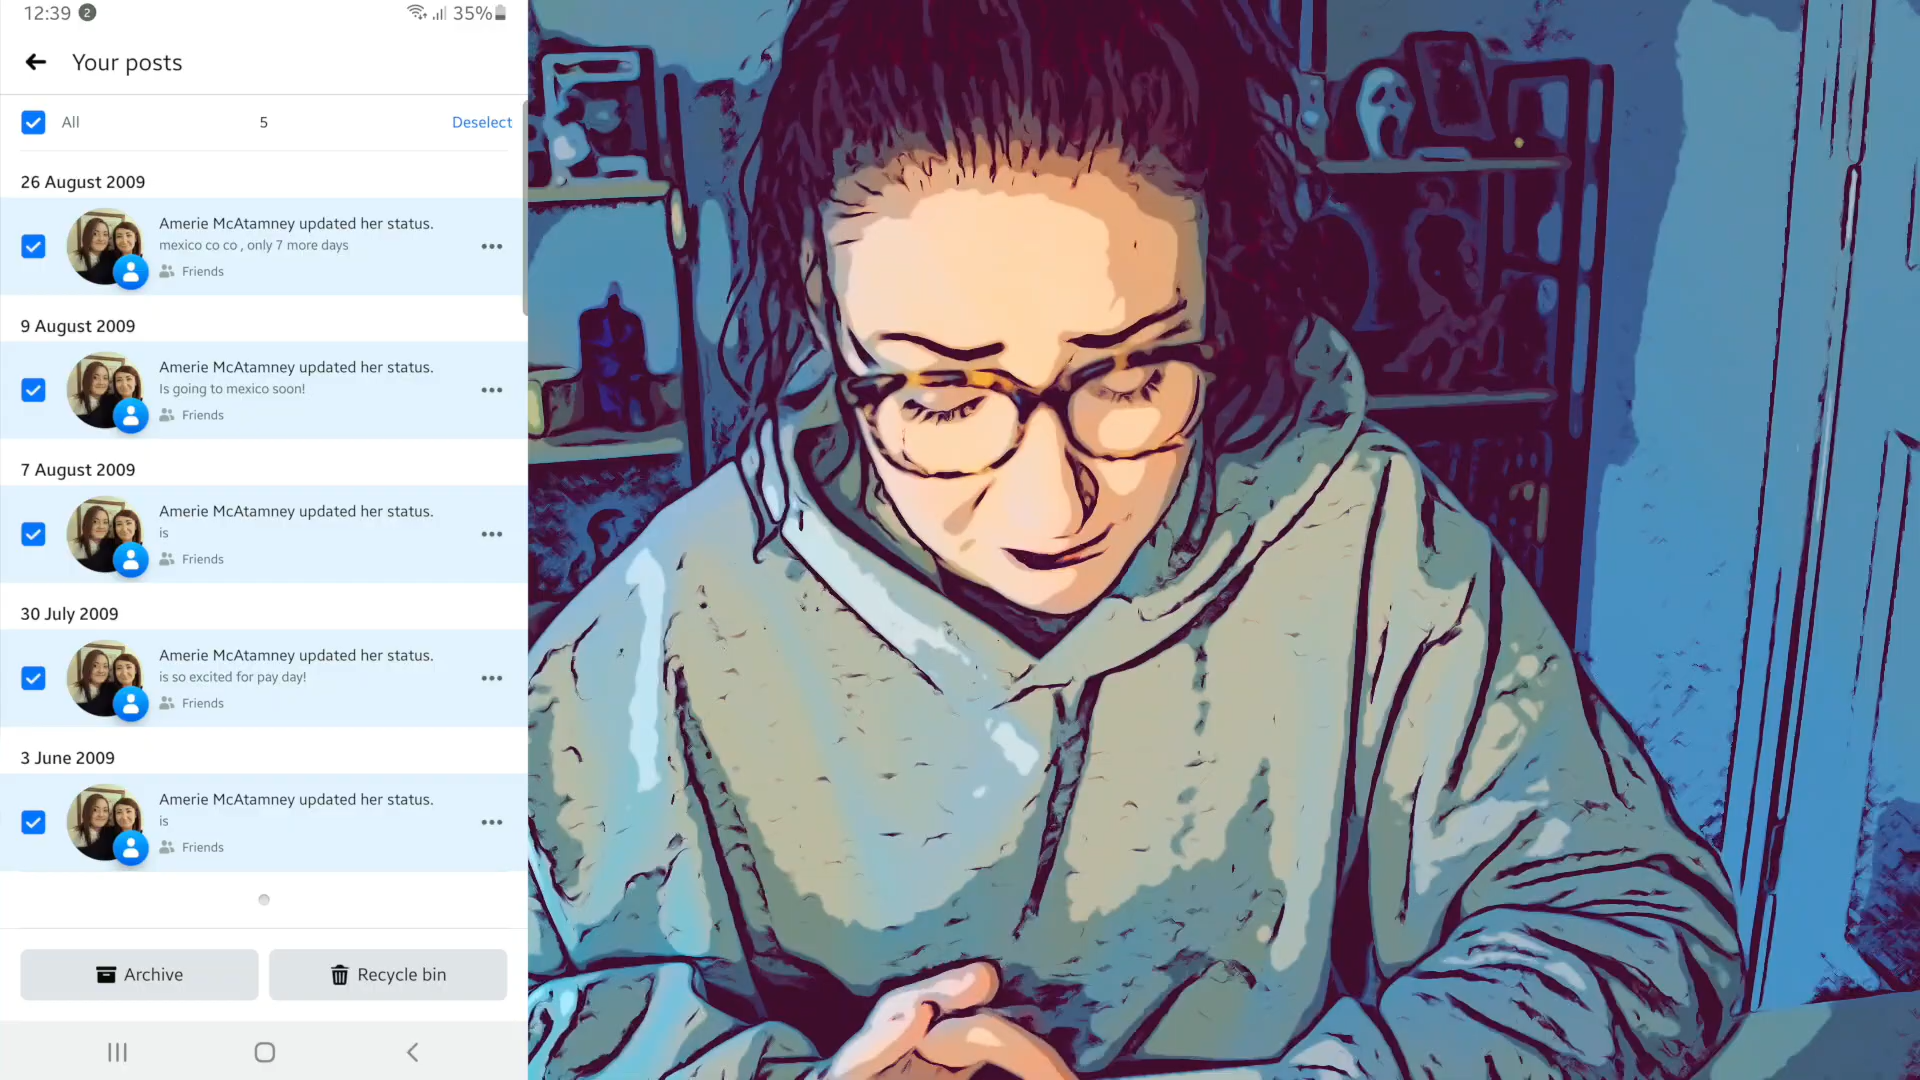 12:39 2 35%
Your posts
All 5 Deselect
26 August 2009
Amerie McAtamney updated her status.
mexico co co , only 7 more days
Friends
9 August 2009
Amerie McAtamney updated her status.
Is going to mexico soon!
Friends
7 August 2009
Amerie McAtamney updated her status.
is
Friends
30 July 2009
Amerie McAtamney updated her status.
is so excited for pay day!
Friends
3 June 2009
Amerie McAtamney updated her status.
is
Friends
Archive Recycle bin